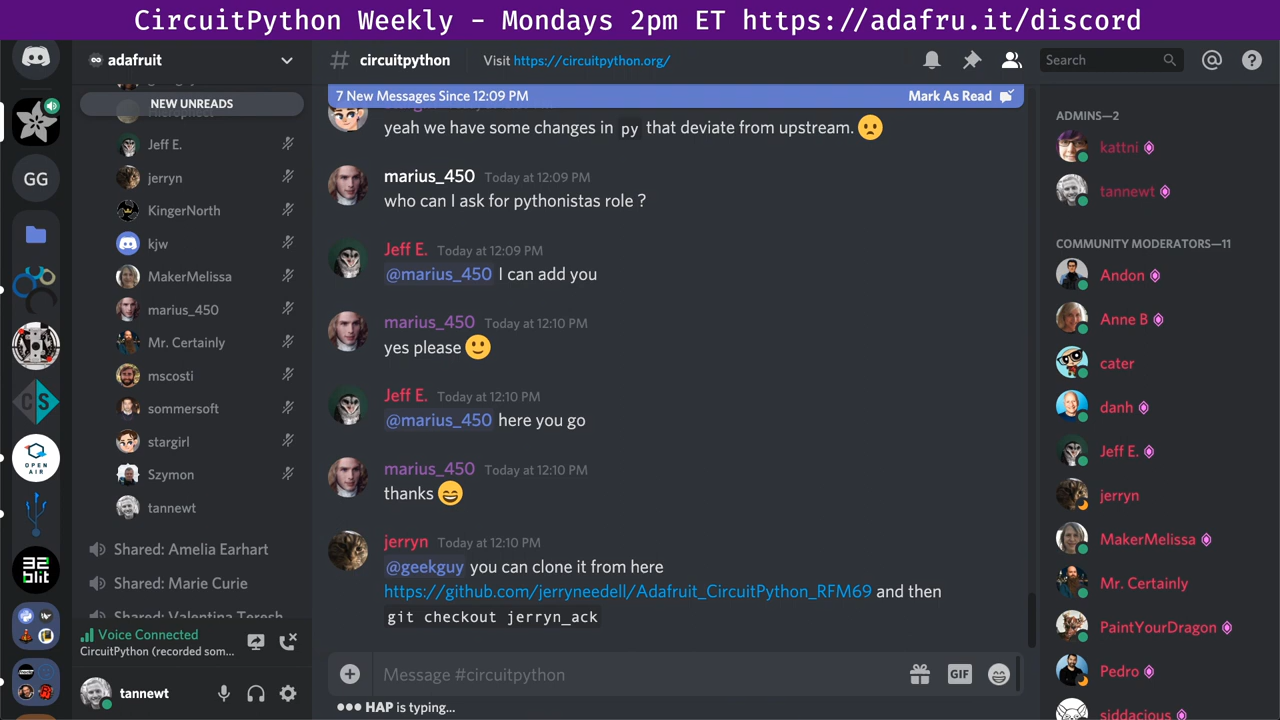 CircuitPython Weekly - Mondays 2pm ET https://adafru.it/discord
adafruit
NEW UNREADS
Jeff E.
jerryn
KingerNorth
kjw
MakerMelissa
marius_450
Mr. Certainly
mscosti
sommersoft
stargirl
Szymon
tannewt
Shared: Amelia Earhart
Shared: Marie Curie
Shared: Valentina Teresh
Voice Connected
CircuitPython (recorded som...
tannewt
GG
CS
OPEN
AIR
32
blit
# circuitpython
Visit https://circuitpython.org/
Search
7 New Messages Since 12:09 PM
Mark As Read
yeah we have some changes in py that deviate from upstream. 🙁
marius_450 Today at 12:09 PM
who can I ask for pythonistas role ?
Jeff E. Today at 12:09 PM
@marius_450 I can add you
marius_450 Today at 12:10 PM
yes please 🙂
Jeff E. Today at 12:10 PM
@marius_450 here you go
marius_450 Today at 12:10 PM
thanks 😄
jerryn Today at 12:10 PM
@geekguy you can clone it from here
https://github.com/jerryneedell/Adafruit_CircuitPython_RFM69 and then
git checkout jerryn_ack
Message #circuitpython
GIF
HAP is typing...
ADMINS—2
kattni
tannewt
COMMUNITY MODERATORS—11
Andon
Anne B
cater
danh
Jeff E.
jerryn
MakerMelissa
Mr. Certainly
PaintYourDragon
Pedro
siddacious